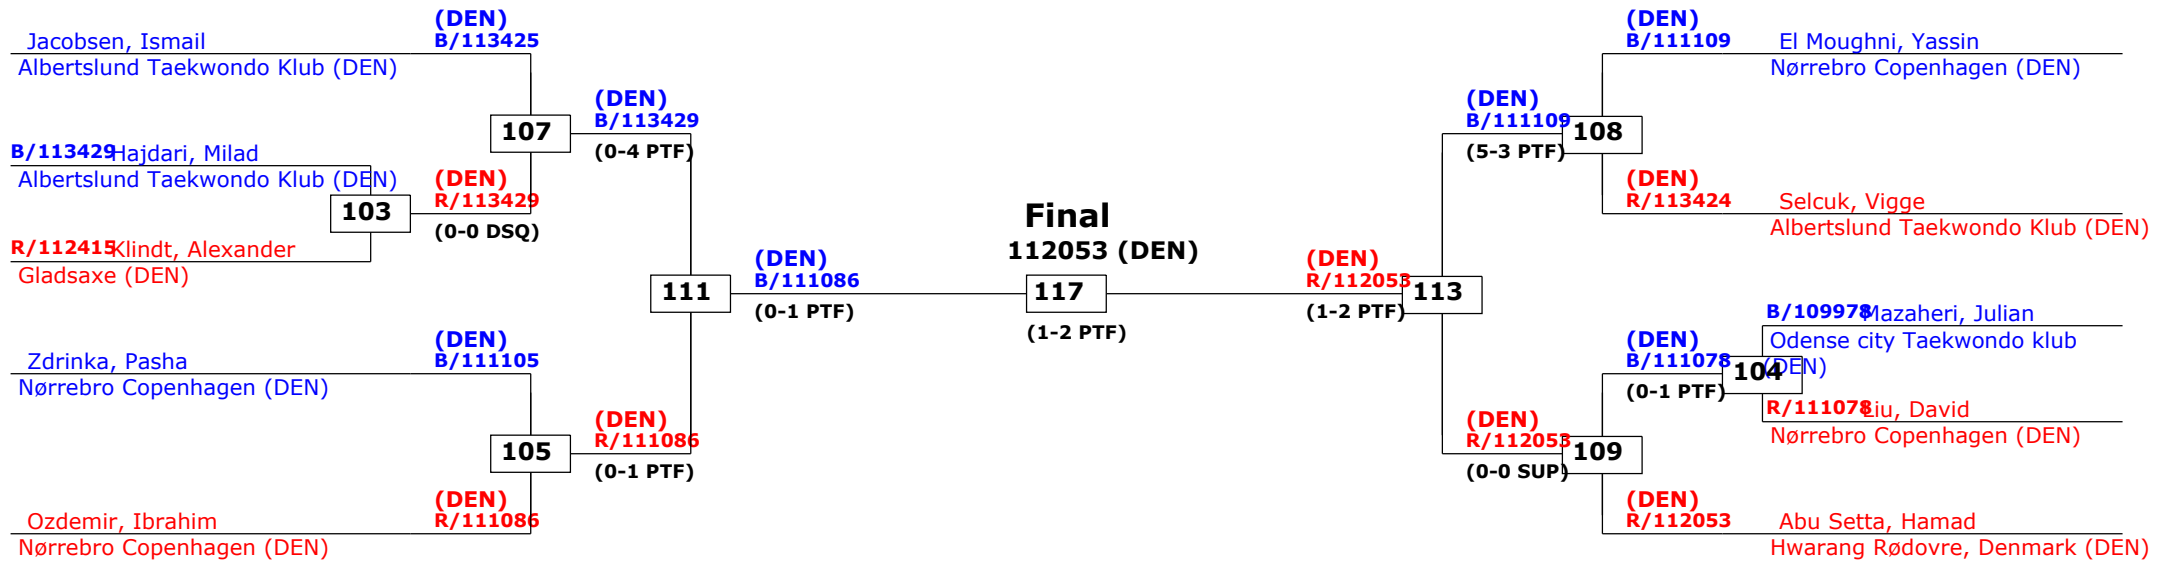 (DEN)
B/113425
Jacobsen, Ismail
Albertslund Taekwondo Klub (DEN)
107
(DEN)
B/113429
(0-4 PTF)
B/113429 Hajdari, Milad
Albertslund Taekwondo Klub (DEN)
103
(DEN)
R/113429
(0-0 DSQ)
R/112415 Klindt, Alexander
Gladsaxe (DEN)
111
(DEN)
B/111086
(0-1 PTF)
Zdrinka, Pasha
Nørrebro Copenhagen (DEN)
(DEN)
B/111105
105
(DEN)
R/111086
(0-1 PTF)
(DEN)
R/111086
Ozdemir, Ibrahim
Nørrebro Copenhagen (DEN)
Final
112053 (DEN)
117
(1-2 PTF)
(DEN)
R/112053
(1-2 PTF)
113
(DEN)
B/111109
(5-3 PTF)
108
(DEN)
B/111109
El Moughni, Yassin
Nørrebro Copenhagen (DEN)
(DEN)
R/113424
Selcuk, Vigge
Albertslund Taekwondo Klub (DEN)
B/109978 Mazaheri, Julian
Odense city Taekwondo klub
(DEN)
104
(DEN)
B/111078
(0-1 PTF)
R/111078 Liu, David
Nørrebro Copenhagen (DEN)
(DEN)
R/112053
(0-0 SUP)
109
(DEN)
R/112053
Abu Setta, Hamad
Hwarang Rødovre, Denmark (DEN)